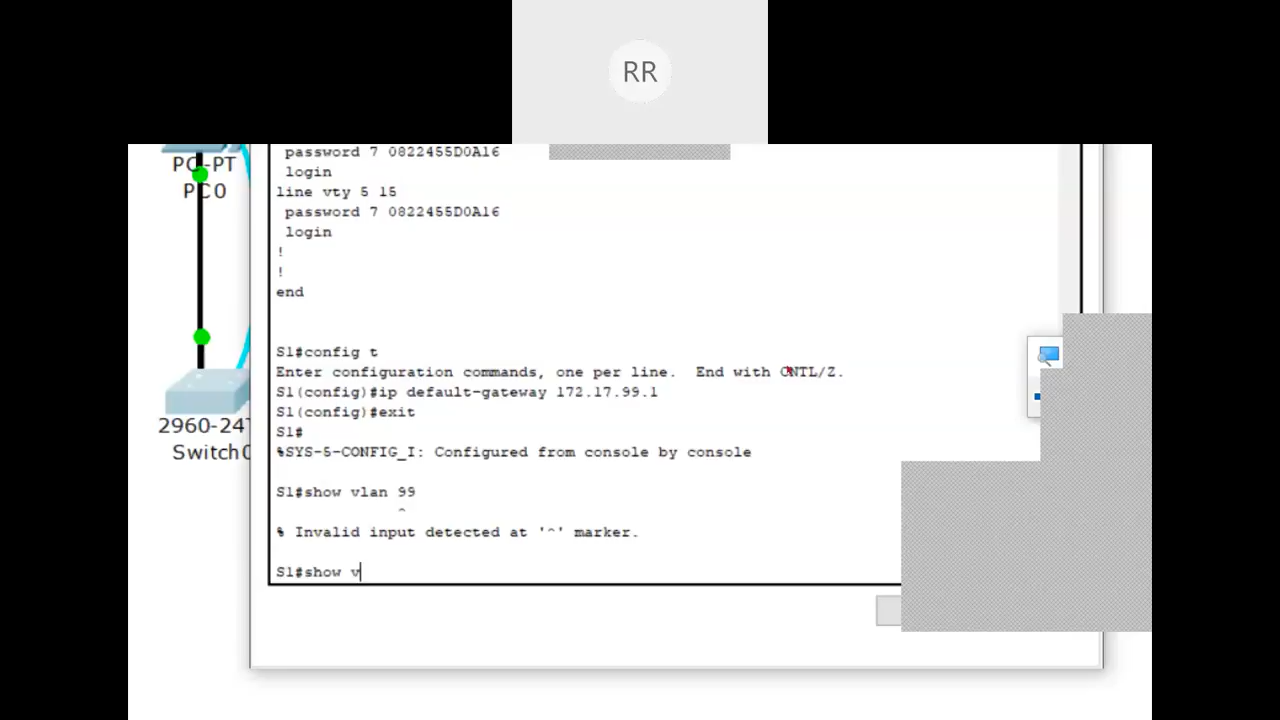 RR
PC-PT
PC0
password 7 0822455D0A16
login
line vty 5 15
password 7 0822455D0A16
login
!
!
end
S1#config t
Enter configuration commands, one per line.  End with CNTL/Z.
S1(config)#ip default-gateway 172.17.99.1
S1(config)#exit
S1#
%SYS-5-CONFIG_I: Configured from console by console
S1#show vlan 99
^
% Invalid input detected at '^' marker.
S1#show v
2960-24
Switch